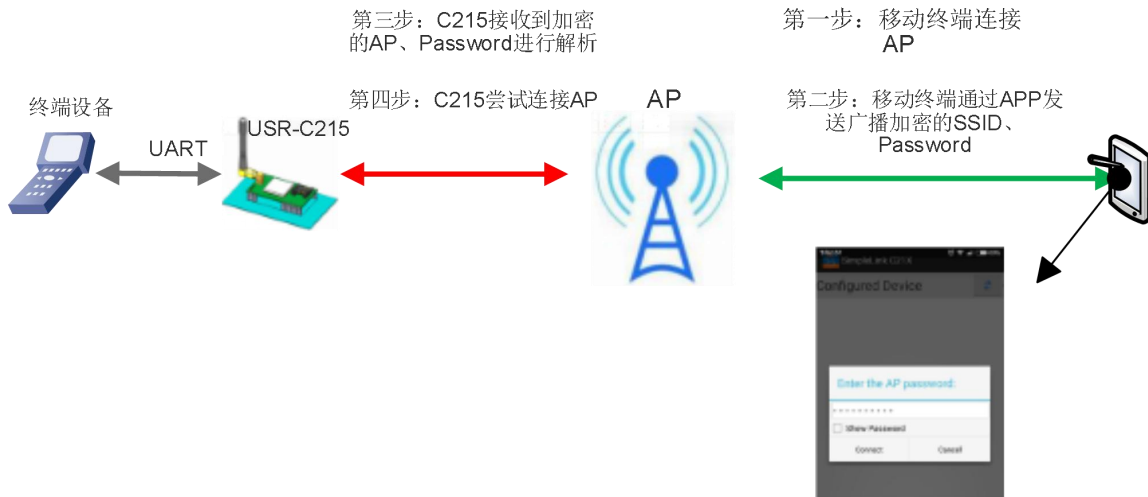 第三步：C215接收到加密
的AP、Password进行解析
第四步：C215尝试连接AP
第一步：移动终端连接
AP
第二步：移动终端通过APP发
送广播加密的SSID、
Password
终端设备
UART
USR-C215
AP
SimpleLink C21X
Configured Device
Enter the AP password:
Show Password
Connect
Cancel